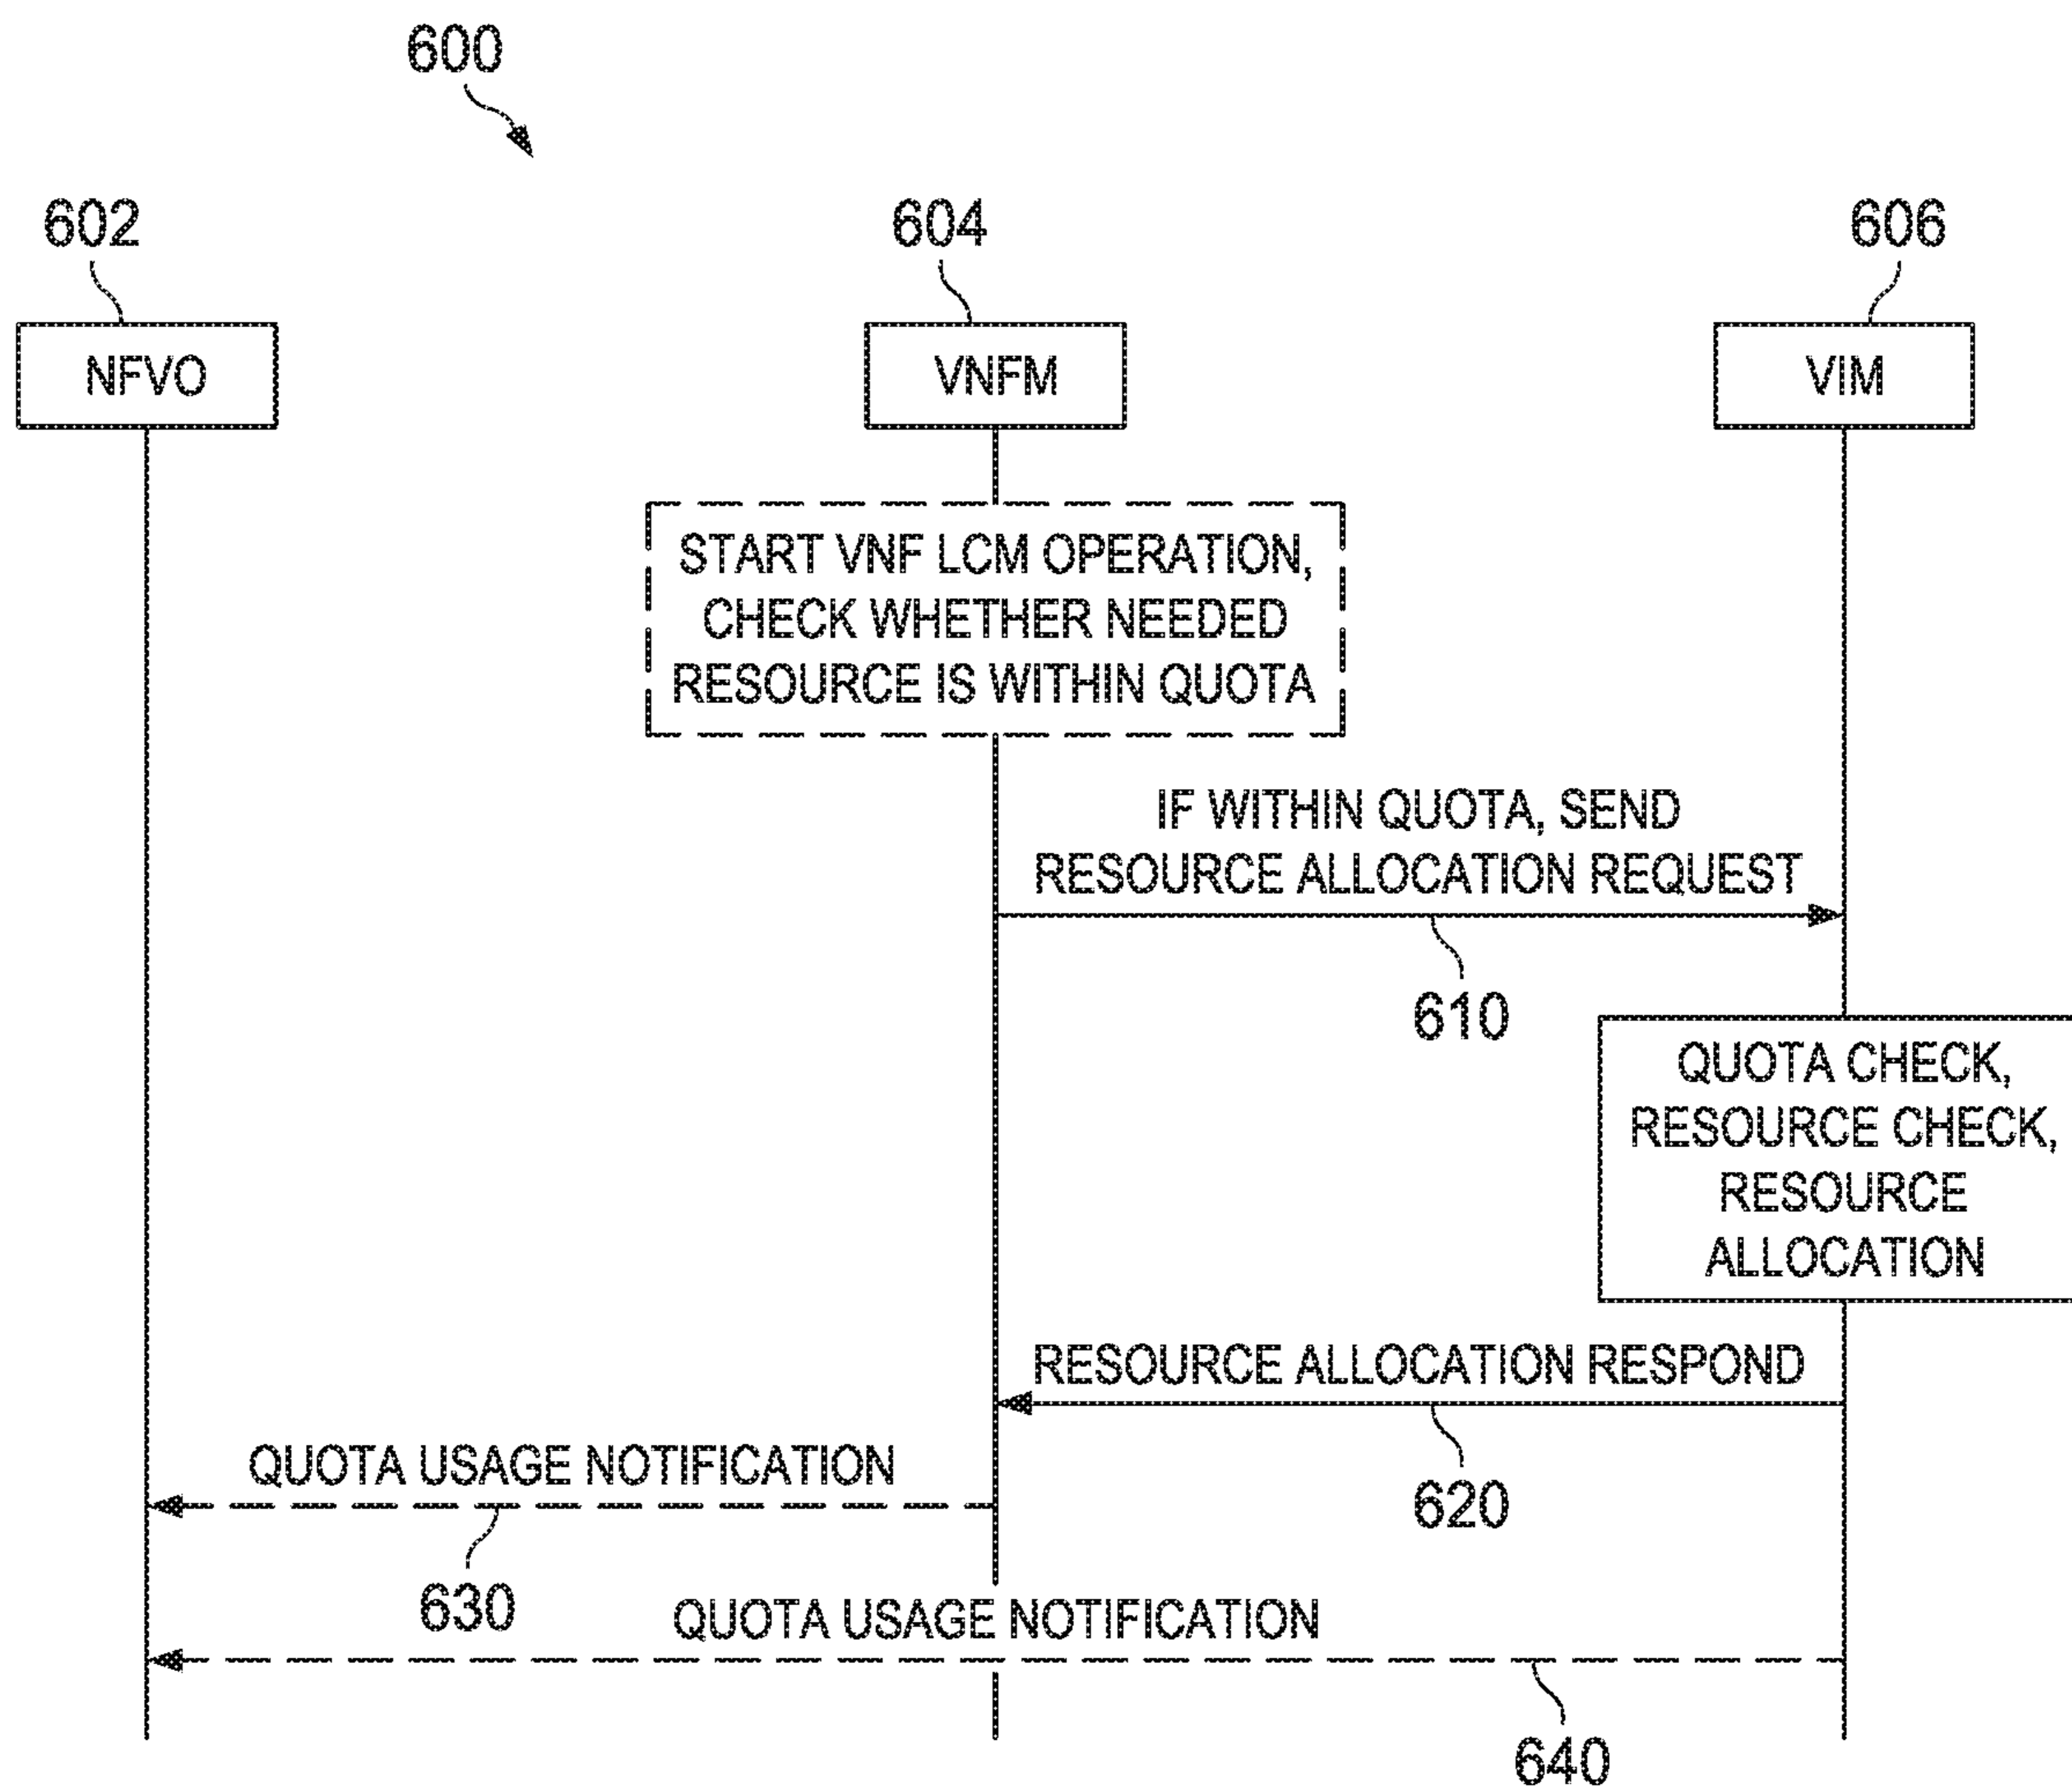 600
602
604
606
NFVO
VNFM
VIM
START VNF LCM OPERATION,
CHECK WHETHER NEEDED
RESOURCE IS WITHIN QUOTA
IF WITHIN QUOTA, SEND
RESOURCE ALLOCATION REQUEST
610
QUOTA CHECK,
RESOURCE CHECK,
RESOURCE
ALLOCATION
RESOURCE ALLOCATION RESPOND
620
QUOTA USAGE NOTIFICATION
630
QUOTA USAGE NOTIFICATION
640